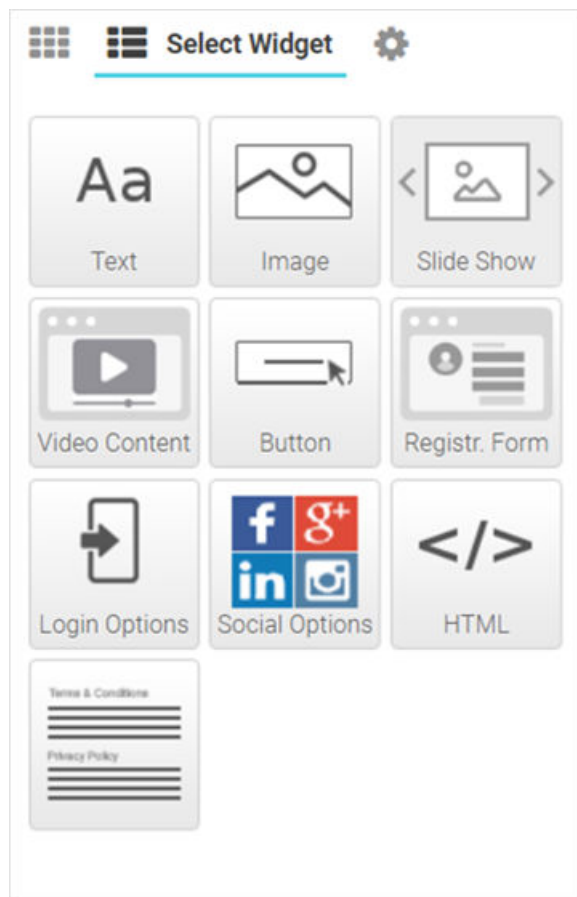 Select Widget
Aa
Text
Image
Slide Show
Video Content
Button
Registr. Form
f g+
in
Login Options
Social Options
</>
HTML
Terms & Conditions
Privacy Policy